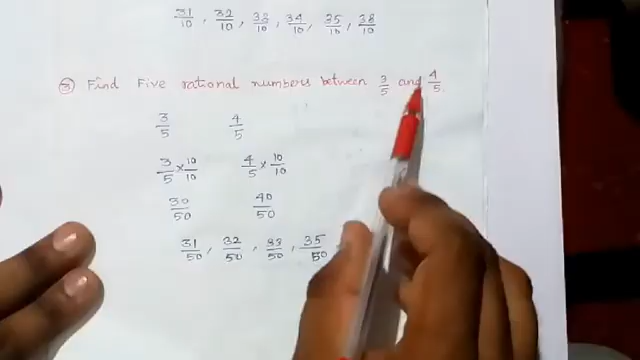 31/10, 32/10, 33/10, 34/10, 35/10, 38/10
③ Find Five rational numbers between 3/5 and 4/5.
3/5 4/5
3/5 × 10/10 4/5 × 10/10
30/50 40/50
31/50, 32/50, 33/50, 35/50